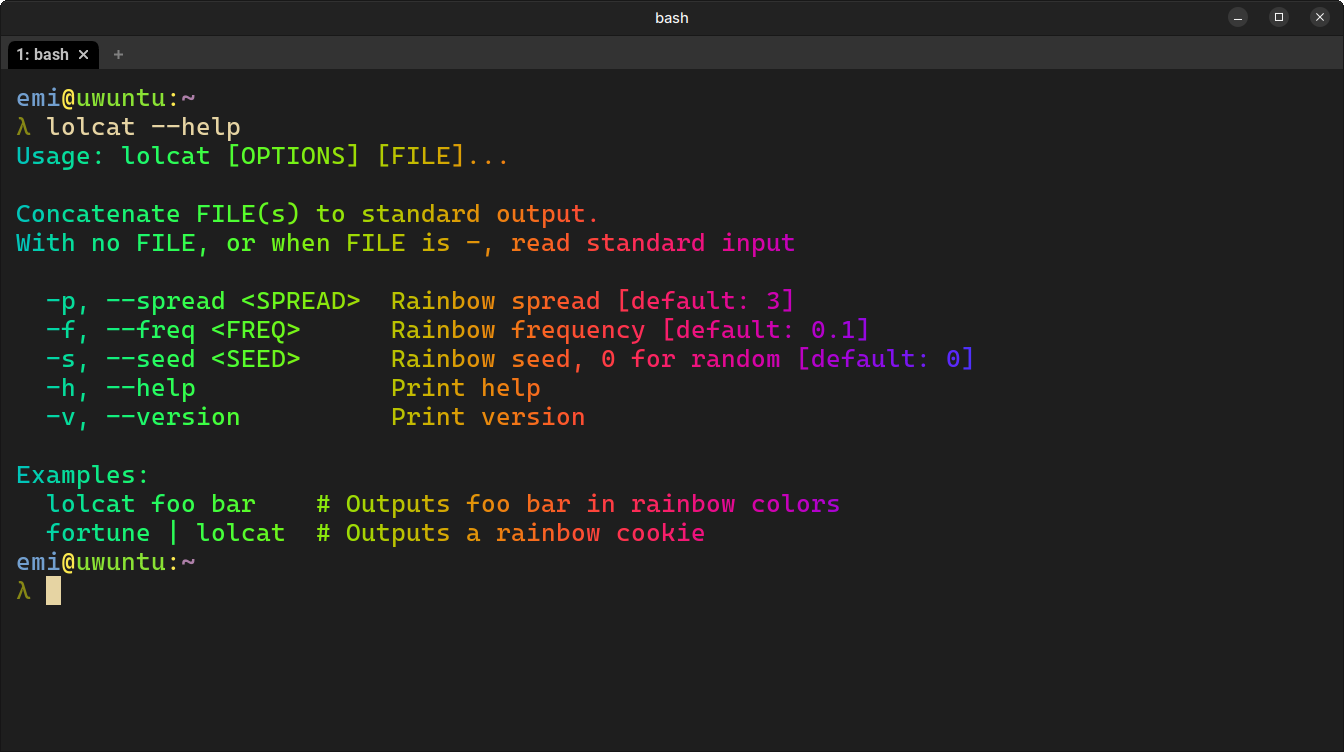 bash
1: bash ✕ +
emi@uwuntu:~
λ lolcat --help
Usage: lolcat [OPTIONS] [FILE]...

Concatenate FILE(s) to standard output.
With no FILE, or when FILE is -, read standard input

  -p, --spread <SPREAD>  Rainbow spread [default: 3]
  -f, --freq <FREQ>      Rainbow frequency [default: 0.1]
  -s, --seed <SEED>      Rainbow seed, 0 for random [default: 0]
  -h, --help             Print help
  -v, --version          Print version

Examples:
  lolcat foo bar    # Outputs foo bar in rainbow colors
  fortune | lolcat  # Outputs a rainbow cookie
emi@uwuntu:~
λ